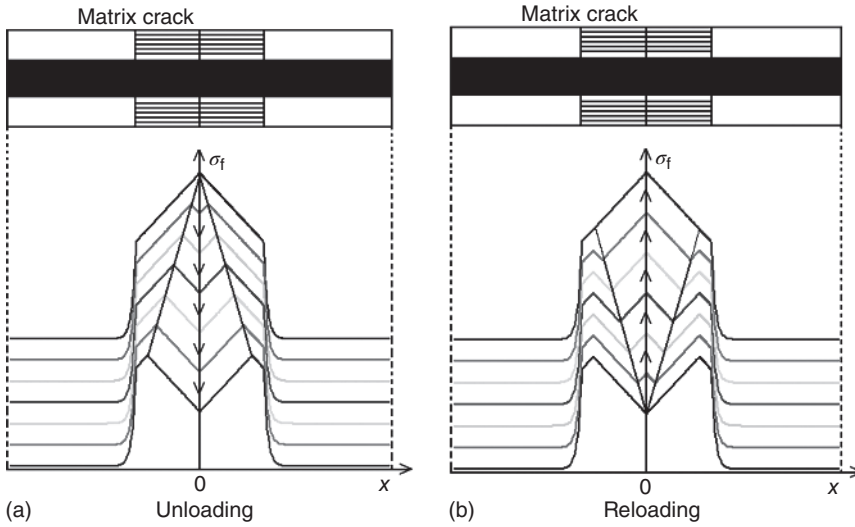 Matrix crack
σf
0
x
(a)
Unloading
Matrix crack
σf
0
x
(b)
Reloading